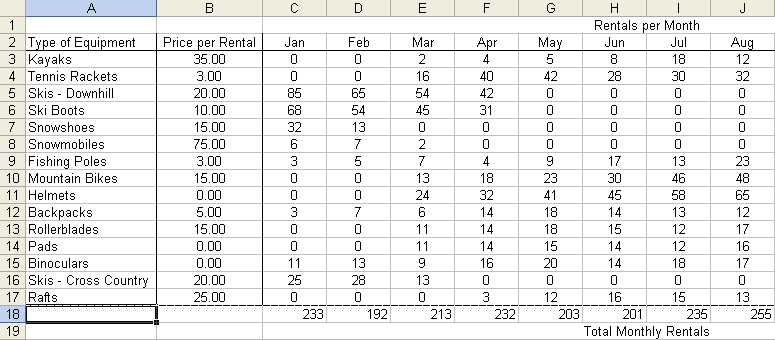 A B C D E F G H I J
1 Rentals per Month
2 Type of Equipment Price per Rental Jan Feb Mar Apr May Jun Jul Aug
3 Kayaks 35.00 0 0 2 4 5 8 18 12
4 Tennis Rackets 3.00 0 0 16 40 42 28 30 32
5 Skis - Downhill 20.00 85 65 54 42 0 0 0 0
6 Ski Boots 10.00 68 54 45 31 0 0 0 0
7 Snowshoes 15.00 32 13 0 0 0 0 0 0
8 Snowmobiles 75.00 6 7 2 0 0 0 0 0
9 Fishing Poles 3.00 3 5 7 4 9 17 13 23
10 Mountain Bikes 15.00 0 0 13 18 23 30 46 48
11 Helmets 0.00 0 0 24 32 41 45 58 65
12 Backpacks 5.00 3 7 6 14 18 14 13 12
13 Rollerblades 15.00 0 0 11 14 18 15 12 17
14 Pads 0.00 0 0 11 14 15 14 12 16
15 Binoculars 0.00 11 13 9 16 20 14 18 17
16 Skis - Cross Country 20.00 25 28 13 0 0 0 0 0
17 Rafts 25.00 0 0 0 3 12 16 15 13
18 233 192 213 232 203 201 235 255
19 Total Monthly Rentals